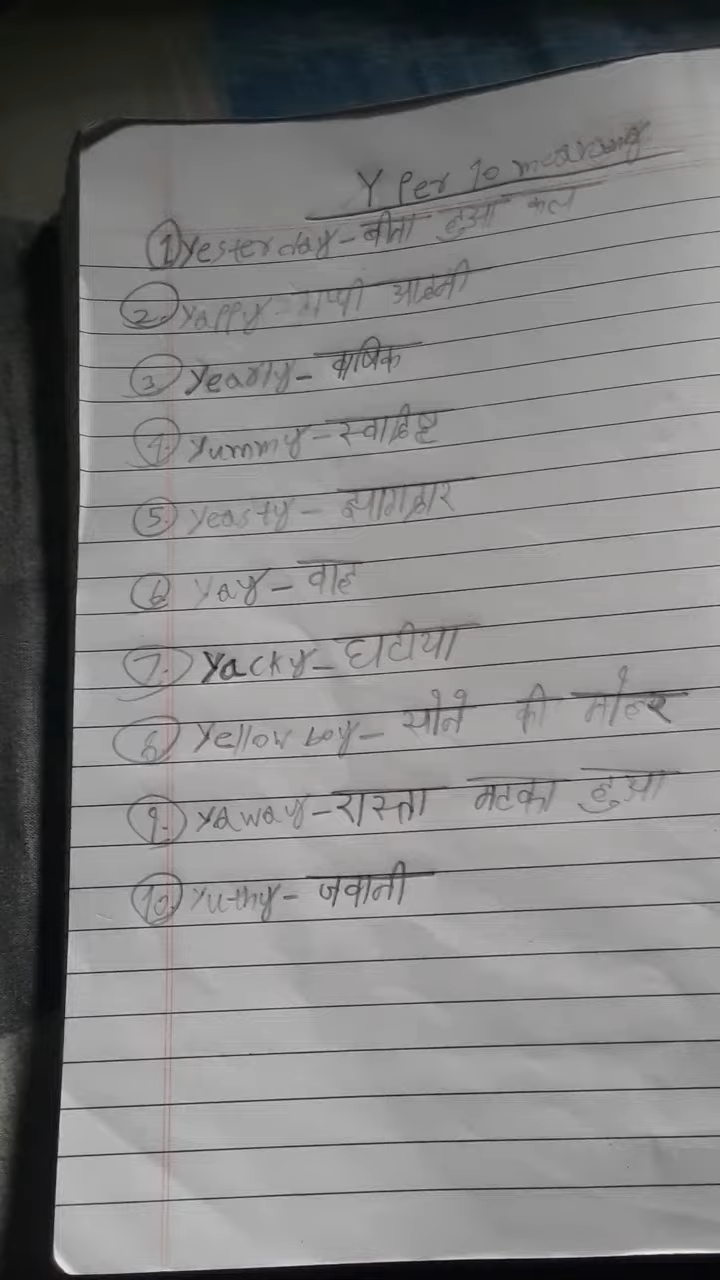 Y Per 10 meaning
① Yesterday - बीता हुआ कल
② Yappy - गप्पी आदमी
③ Yearly - वार्षिक
④ Yummy - स्वादिष्ट
⑤ Yeasty - झागदार
⑥ Yay - वाह
⑦ Yacky - घटीया
⑧ Yellow boy - सोने की मोहर
⑨ Yaway - रास्ता भटका हुआ
⑩ Yuthy - जवानी